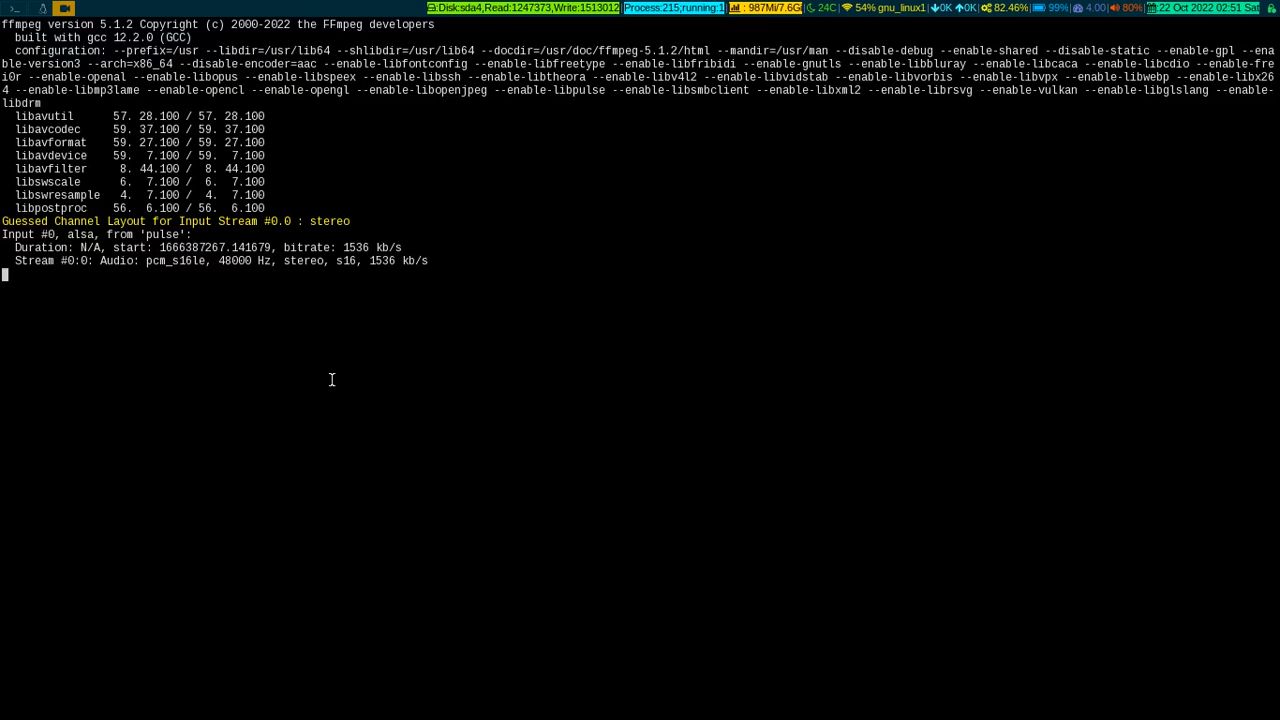 >_ Disk:sda4,Read:1247373,Write:1513012 Process:215;running:1 : 987Mi/7.6Gi 24C| 54% gnu_linux1| 0K 0K| 82.46%| 99%| 4.00| 80%| :22 Oct 2022 02:51 Sat
ffmpeg version 5.1.2 Copyright (c) 2000-2022 the FFmpeg developers
built with gcc 12.2.0 (GCC)
configuration: --prefix=/usr --libdir=/usr/lib64 --shlibdir=/usr/lib64 --docdir=/usr/doc/ffmpeg-5.1.2/html --mandir=/usr/man --disable-debug --enable-shared --disable-static --enable-gpl --ena
ble-version3 --arch=x86_64 --disable-encoder=aac --enable-libfontconfig --enable-libfreetype --enable-libfribidi --enable-gnutls --enable-libbluray --enable-libcaca --enable-libcdio --enable-fre
i0r --enable-openal --enable-libopus --enable-libspeex --enable-libssh --enable-libtheora --enable-libv4l2 --enable-libvidstab --enable-libvorbis --enable-libvpx --enable-libwebp --enable-libx26
4 --enable-libmp3lame --enable-opencl --enable-opengl --enable-libopenjpeg --enable-libpulse --enable-libsmbclient --enable-libxml2 --enable-librsvg --enable-vulkan --enable-libglslang --enable-
libdrm
libavutil 57. 28.100 / 57. 28.100
libavcodec 59. 37.100 / 59. 37.100
libavformat 59. 27.100 / 59. 27.100
libavdevice 59. 7.100 / 59. 7.100
libavfilter 8. 44.100 / 8. 44.100
libswscale 6. 7.100 / 6. 7.100
libswresample 4. 7.100 / 4. 7.100
libpostproc 56. 6.100 / 56. 6.100
Guessed Channel Layout for Input Stream #0.0 : stereo
Input #0, alsa, from 'pulse':
Duration: N/A, start: 1666387267.141679, bitrate: 1536 kb/s
Stream #0:0: Audio: pcm_s16le, 48000 Hz, stereo, s16, 1536 kb/s